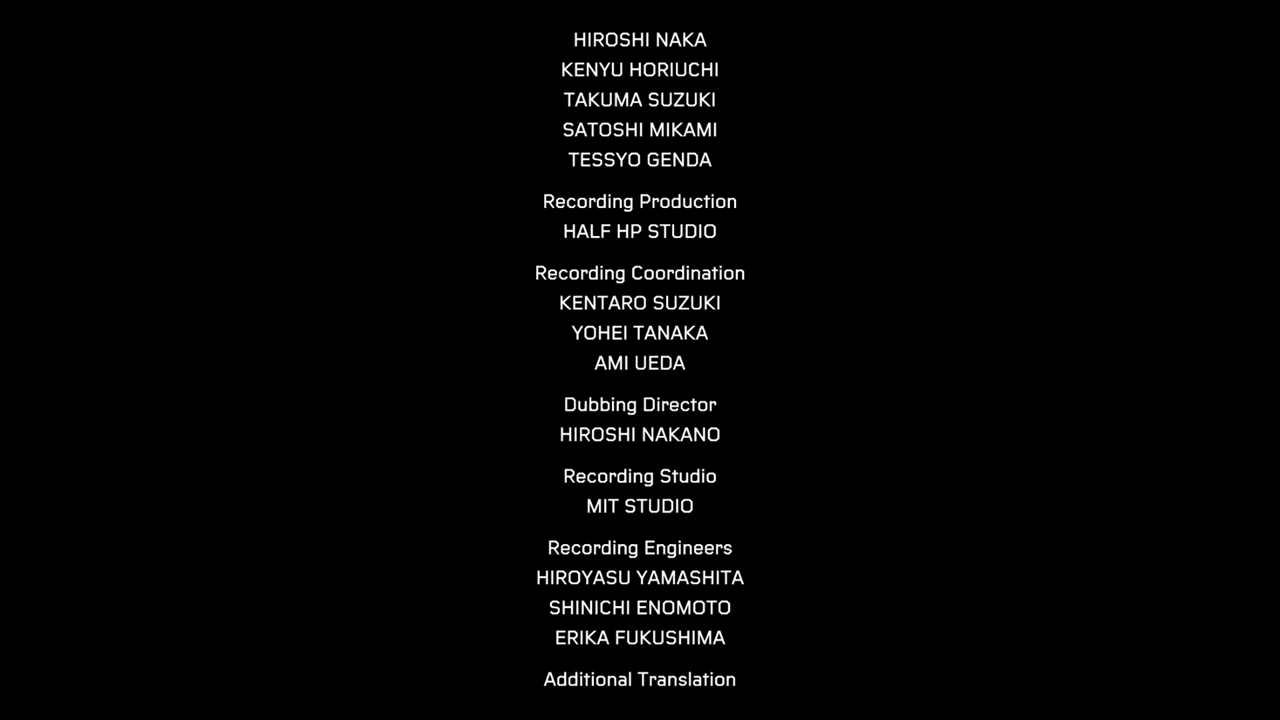 HIROSHI NAKA
KENYU HORIUCHI
TAKUMA SUZUKI
SATOSHI MIKAMI
TESSYO GENDA
Recording Production
HALF HP STUDIO
Recording Coordination
KENTARO SUZUKI
YOHEI TANAKA
AMI UEDA
Dubbing Director
HIROSHI NAKANO
Recording Studio
MIT STUDIO
Recording Engineers
HIROYASU YAMASHITA
SHINICHI ENOMOTO
ERIKA FUKUSHIMA
Additional Translation